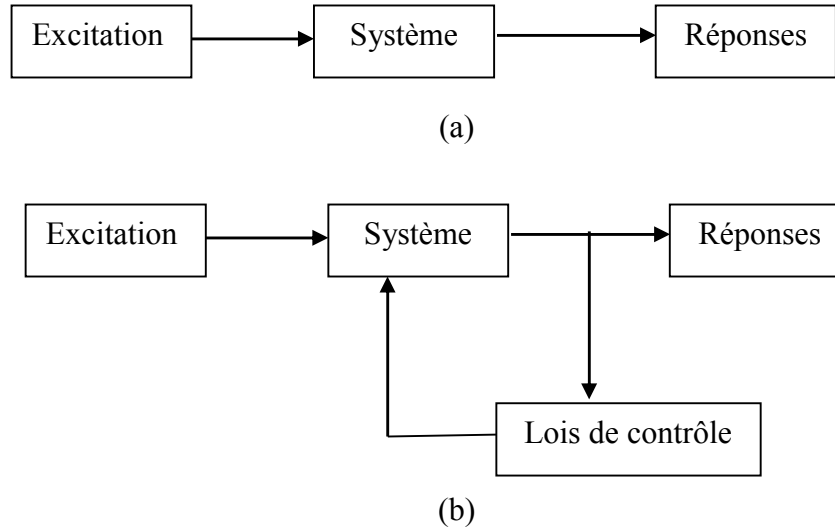 Excitation
Système
Réponses
(a)
Excitation
Système
Réponses
Lois de contrôle
(b)